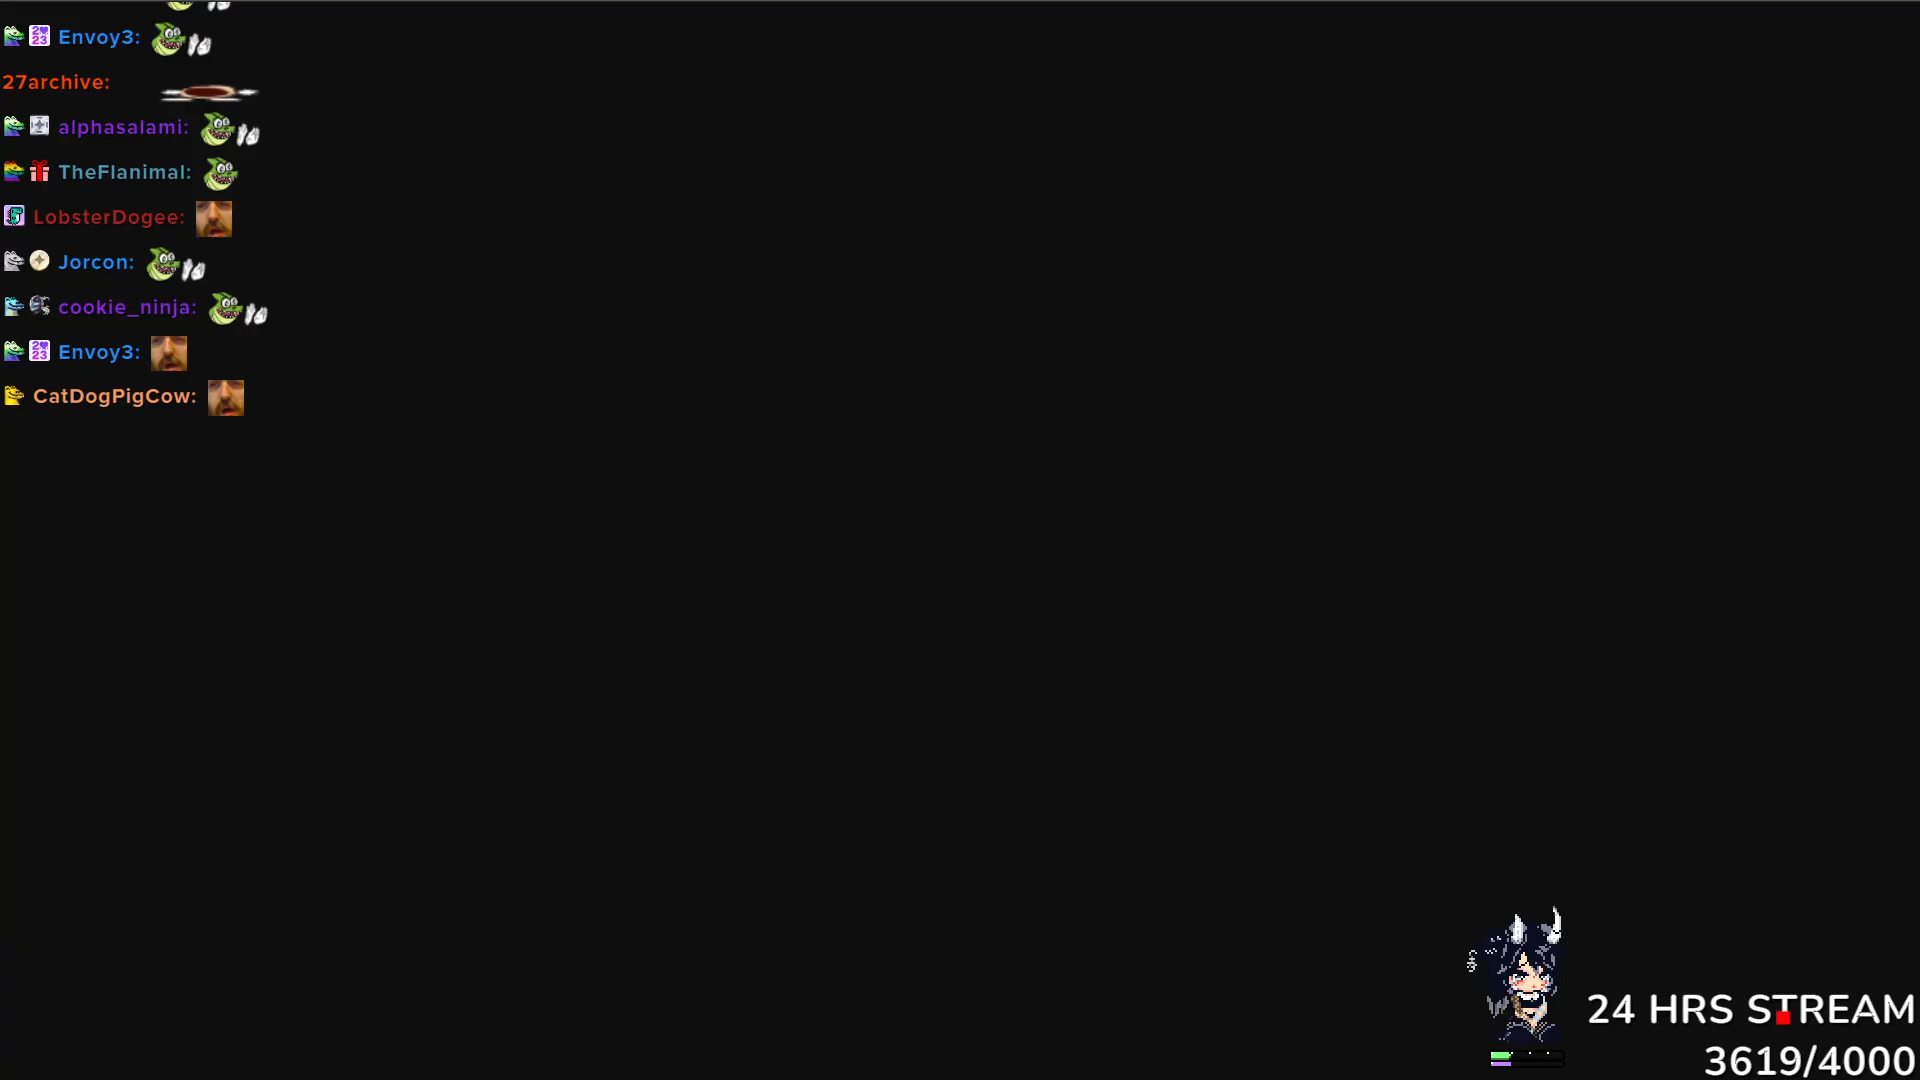 Envoy3:
27archive:
alphasalami:
TheFlanimal:
LobsterDogee:
Jorcon:
cookie_ninja:
Envoy3:
CatDogPigCow:
24 HRS STREAM
3619/4000